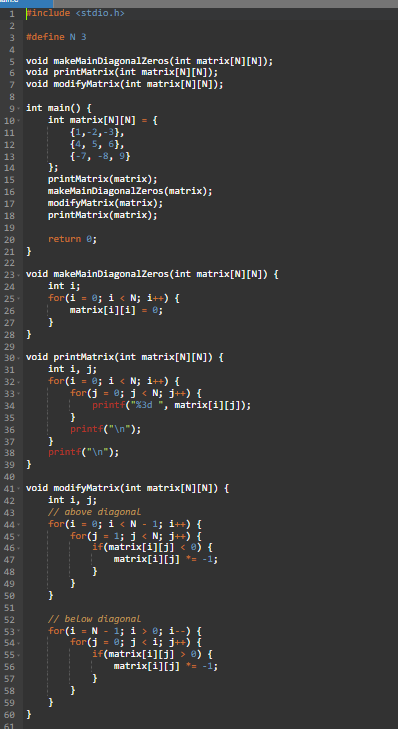 1 #include <stdio.h>
2
3 #define N 3
4
5 void makeMainDiagonalZeros(int matrix[N][N]);
6 void printMatrix(int matrix[N][N]);
7 void modifyMatrix(int matrix[N][N]);
8
9 int main() {
10     int matrix[N][N] = {
11         {1,-2,-3},
12         {4, 5, 6},
13         {-7, -8, 9}
14     };
15     printMatrix(matrix);
16     makeMainDiagonalZeros(matrix);
17     modifyMatrix(matrix);
18     printMatrix(matrix);
19
20     return 0;
21 }
22
23 void makeMainDiagonalZeros(int matrix[N][N]) {
24     int i;
25     for(i = 0; i < N; i++) {
26         matrix[i][i] = 0;
27     }
28 }
29
30 void printMatrix(int matrix[N][N]) {
31     int i, j;
32     for(i = 0; i < N; i++) {
33         for(j = 0; j < N; j++) {
34             printf("%3d ", matrix[i][j]);
35         }
36         printf("\n");
37     }
38     printf("\n");
39 }
40
41 void modifyMatrix(int matrix[N][N]) {
42     int i, j;
43     // above diagonal
44     for(i = 0; i < N - 1; i++) {
45         for(j = 1; j < N; j++) {
46             if(matrix[i][j] < 0) {
47                 matrix[i][j] *= -1;
48             }
49         }
50     }
51
52     // below diagonal
53     for(i = N - 1; i > 0; i--) {
54         for(j = 0; j < i; j++) {
55             if(matrix[i][j] > 0) {
56                 matrix[i][j] *= -1;
57             }
58         }
59     }
60 }
61